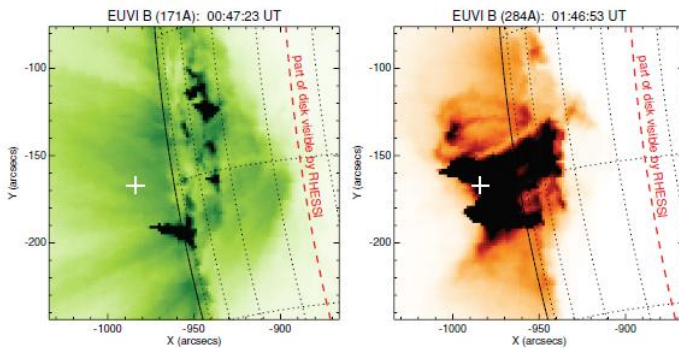 EUVI B (171A): 00:47:23 UT
EUVI B (284A): 01:46:53 UT
-100
-150
-200
Y (arcsecs)
part of disk visible by RHESSI
-1000
-950
-900
X (arcsecs)
-100
-150
-200
Y (arcsecs)
part of disk visible by RHESSI
-1000
-950
-900
X (arcsecs)